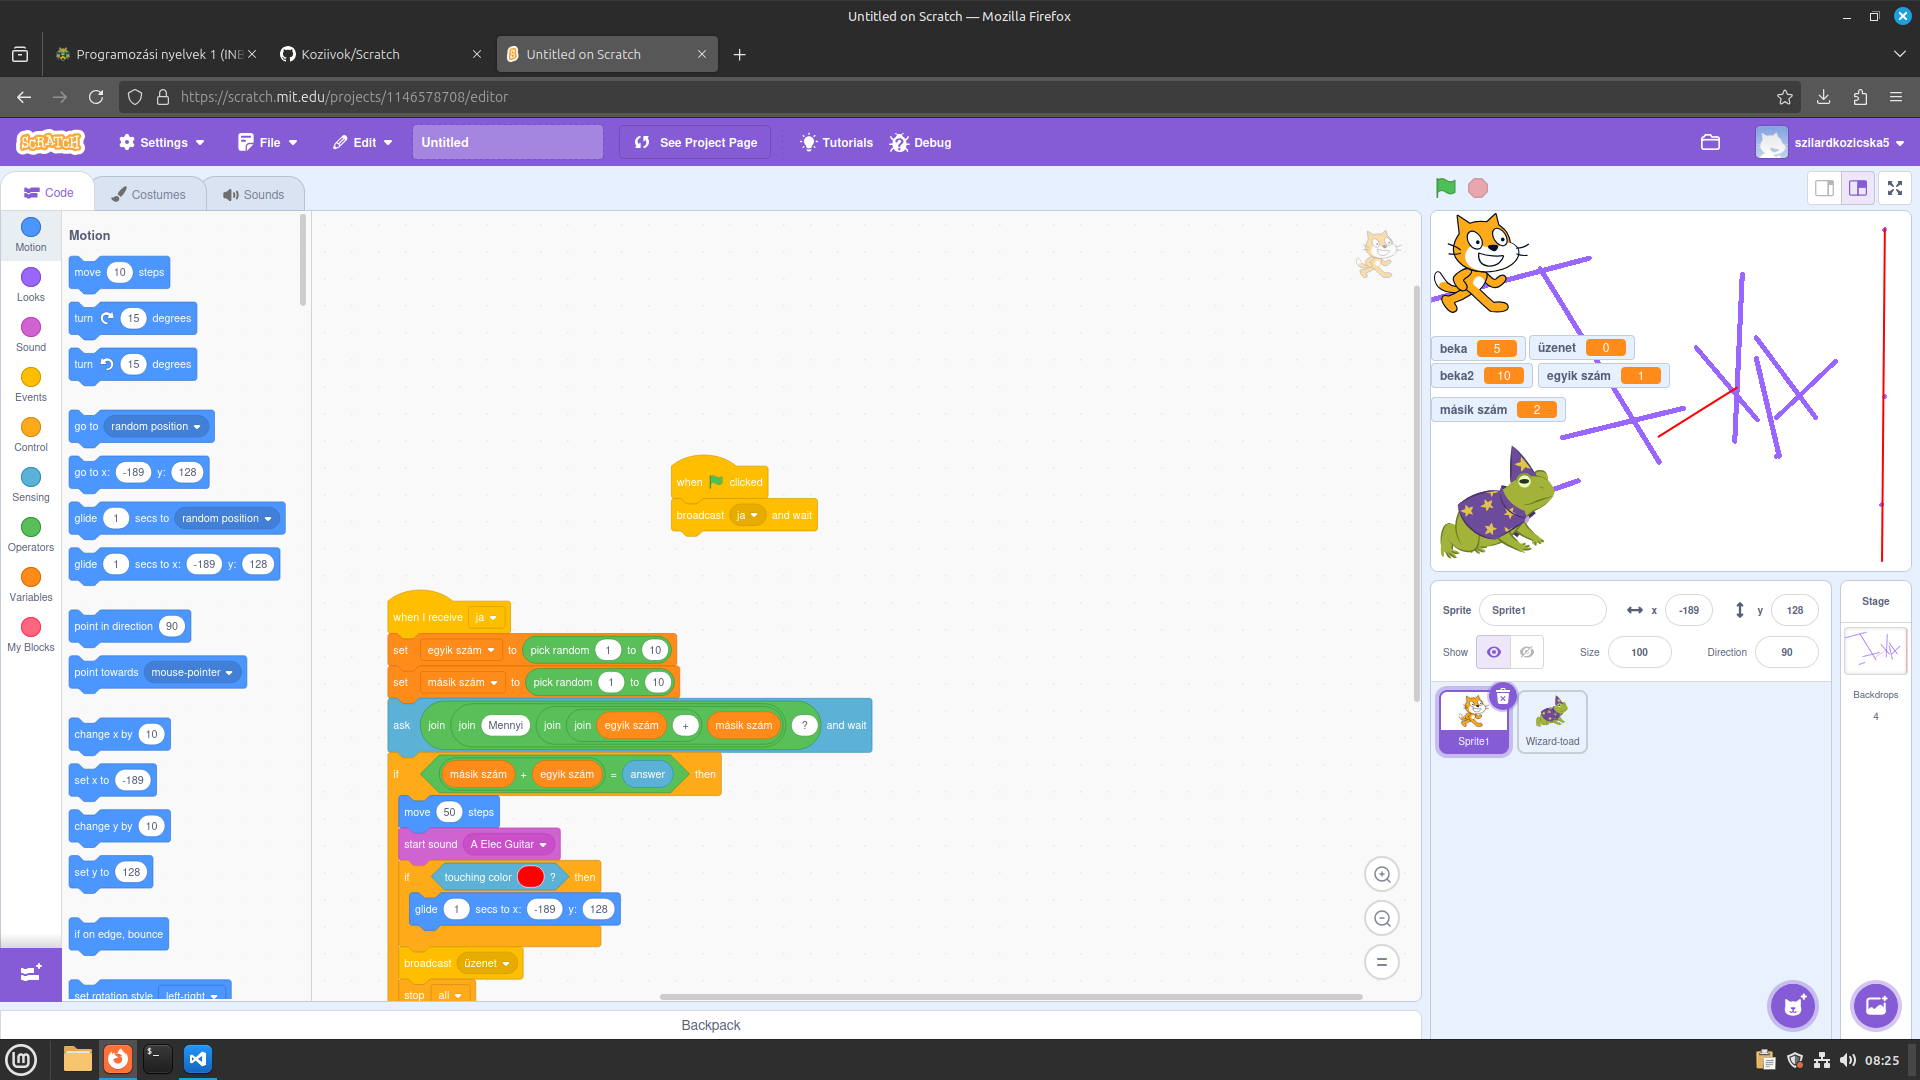 Untitled on Scratch — Mozilla Firefox
Programozási nyelvek 1 (INB
Koziivok/Scratch
Untitled on Scratch
https://scratch.mit.edu/projects/1146578708/editor
SCRATCH
Settings
File
Edit
Untitled
See Project Page
Tutorials
Debug
szilardkozicska5
Code
Costumes
Sounds
Motion
Looks
Sound
Events
Control
Sensing
Operators
Variables
My Blocks
Motion
move 10 steps
turn 15 degrees
turn 15 degrees
go to random position
go to x: -189 y: 128
glide 1 secs to random position
glide 1 secs to x: -189 y: 128
point in direction 90
point towards mouse-pointer
change x by 10
set x to -189
change y by 10
set y to 128
if on edge, bounce
set rotation style left-right
when clicked
broadcast ja and wait
when I receive ja
set egyik szám to pick random 1 to 10
set másik szám to pick random 1 to 10
ask join join Mennyi join join egyik szám + másik szám ? and wait
if másik szám + egyik szám = answer then
move 50 steps
start sound A Elec Guitar
if touching color ? then
glide 1 secs to x: -189 y: 128
broadcast üzenet
stop all
Backpack
beka 5
üzenet 0
beka2 10
egyik szám 1
másik szám 2
Sprite Sprite1 x -189 y 128
Show Size 100 Direction 90
Sprite1
Wizard-toad
Stage
Backdrops
4
08:25